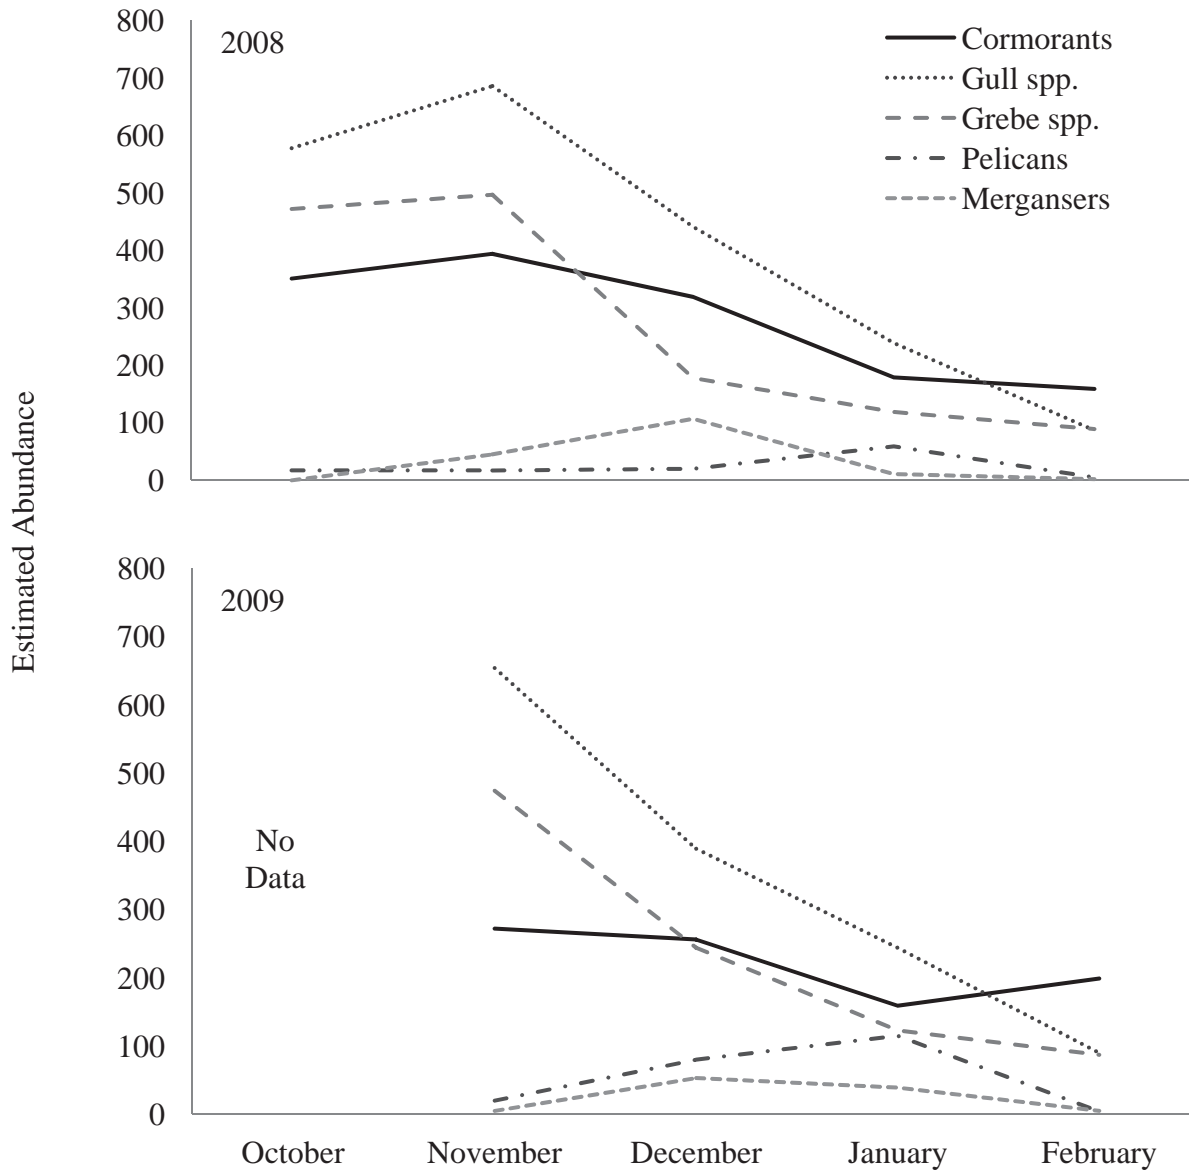 800
700
600
500
400
300
200
100
0
2008
Cormorants
Gull spp.
Grebe spp.
Pelicans
Mergansers
Estimated Abundance
800
700
600
500
400
300
200
100
0
2009
No
Data
October November December January February